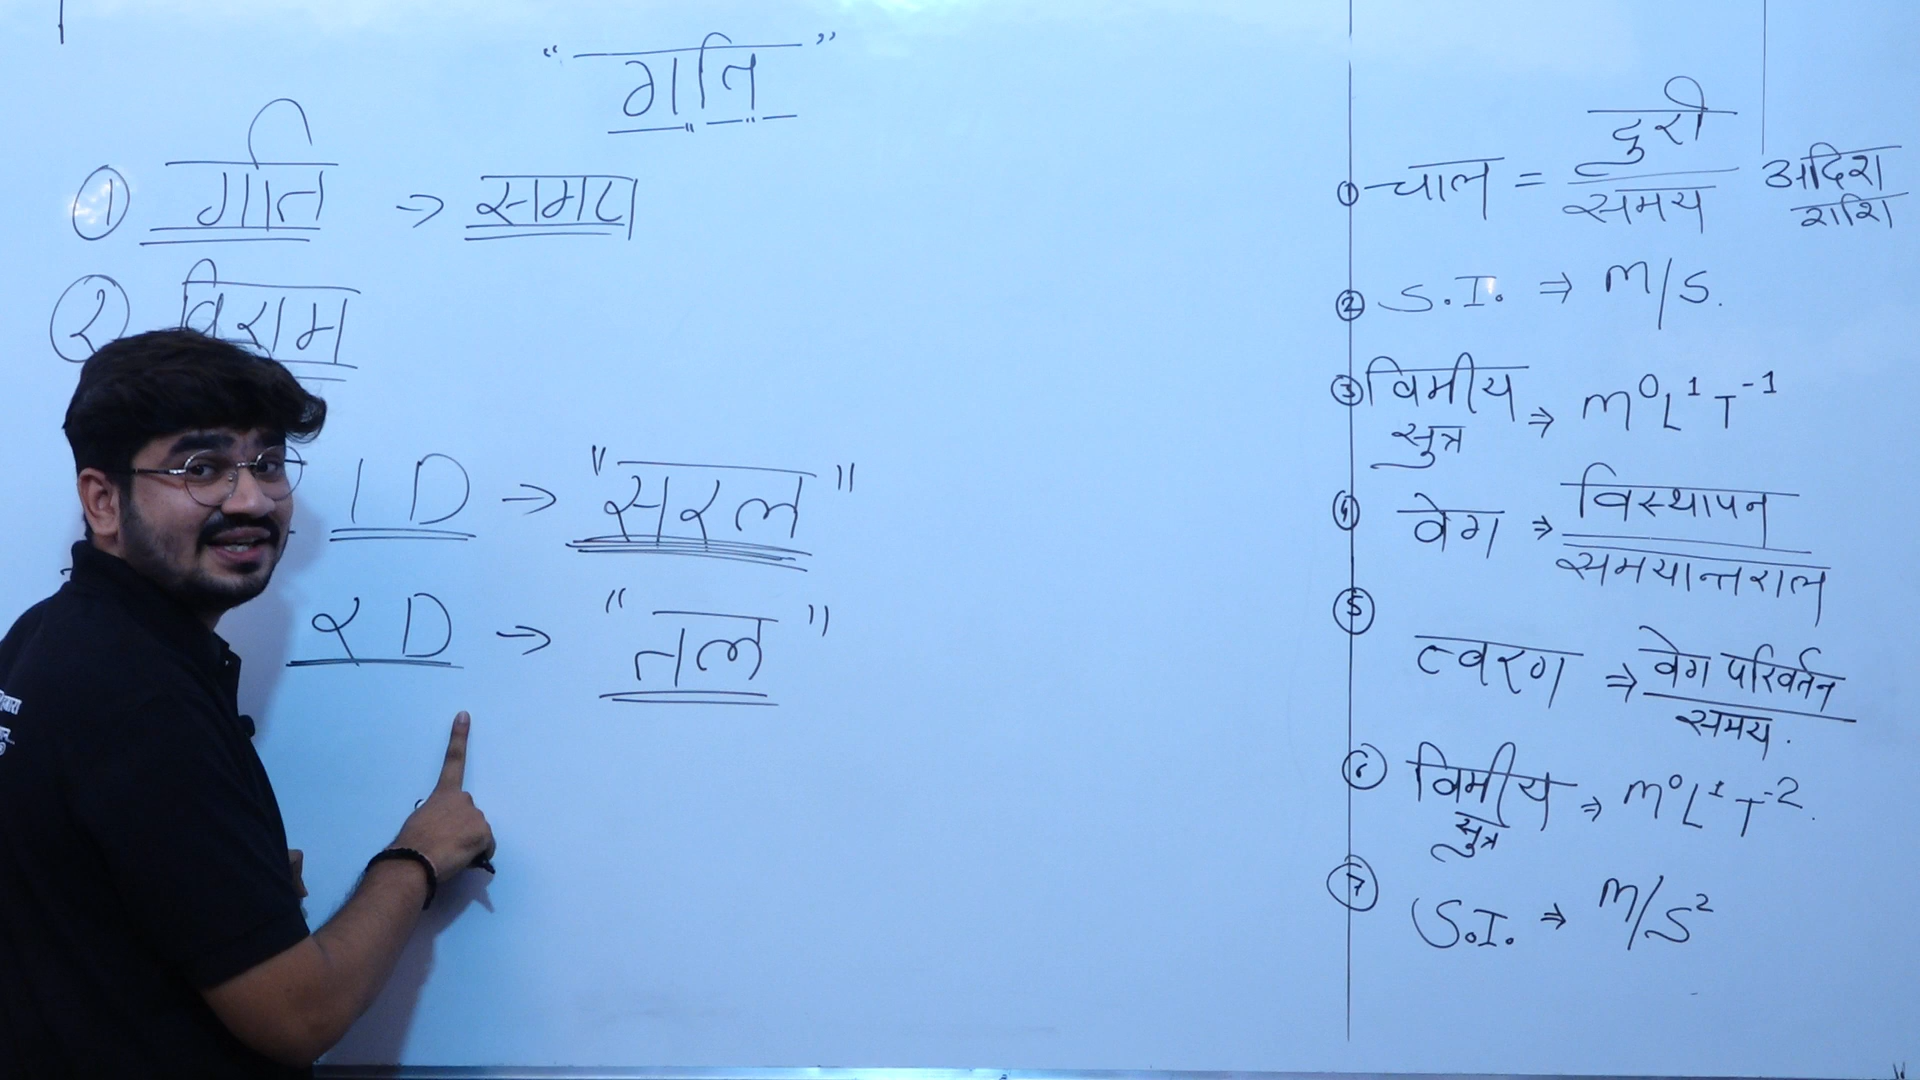 "गति"
① गति → समय
② विराम
1D → "सरल"
2D → "तल"
① चाल = दुरी / समय अदिश राशि
② S.I. ⇒ m/s.
③ विमीय सुत्र ⇒ m⁰L¹T⁻¹
④ वेग ⇒ विस्थापन / समयान्तराल
⑤ त्वरण ⇒ वेग परिवर्तन / समय.
⑥ विमीय सुत्र ⇒ m⁰L¹T⁻².
⑦ S.I. ⇒ m/s²